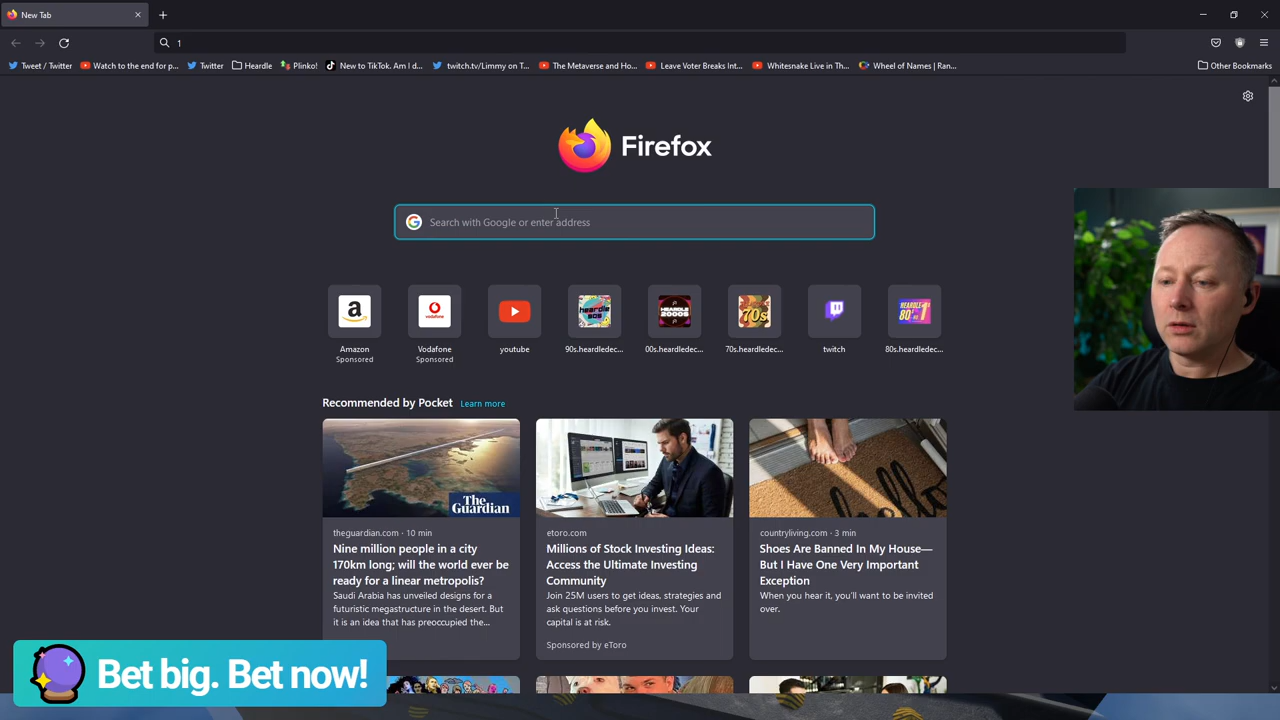 New Tab
1
Tweet / Twitter
Watch to the end for p...
Twitter
Heardle
Plinko!
New to TikTok. Am I d...
twitch.tv/Limmy on T...
The Metaverse and Ho...
Leave Voter Breaks Int...
Whitesnake Live in Th...
Wheel of Names | Ran...
Other Bookmarks
Firefox
Search with Google or enter address
Amazon
Sponsored
Vodafone
Sponsored
youtube
90s.heardledec...
00s.heardledec...
70s.heardledec...
twitch
80s.heardledec...
Recommended by Pocket Learn more
The
Guardian
hello
theguardian.com · 10 min
Nine million people in a city
170km long; will the world ever be
ready for a linear metropolis?
Saudi Arabia has unveiled designs for a
futuristic megastructure in the desert. But
it is an idea that has preoccupied the...
etoro.com
Millions of Stock Investing Ideas:
Access the Ultimate Investing
Community
Join 25M users to get ideas, strategies and
ask questions before you invest. Your
capital is at risk.
Sponsored by eToro
countryliving.com · 3 min
Shoes Are Banned In My House—
But I Have One Very Important
Exception
When you hear it, you'll want to be invited
over.
Bet big. Bet now!